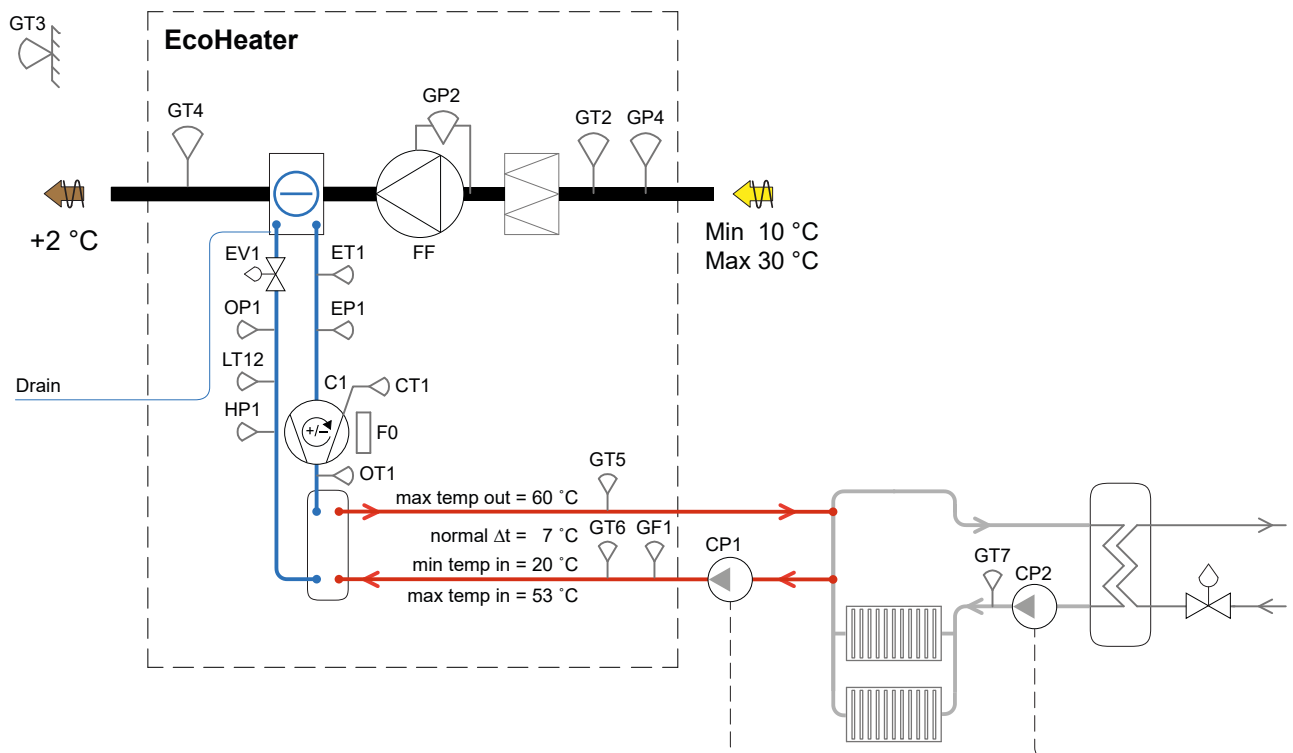 GT3
EcoHeater
GT4
GP2
GT2 GP4
+2 °C
Min 10 °C
Max 30 °C
FF
EV1
ET1
OP1
EP1
LT12
Drain
C1
CT1
HP1
F0
OT1
GT5
max temp out = 60 ˚C
normal Δt = 7 ˚C
GT6 GF1
min temp in = 20 ˚C
max temp in = 53 ˚C
CP1
GT7
CP2
+/−